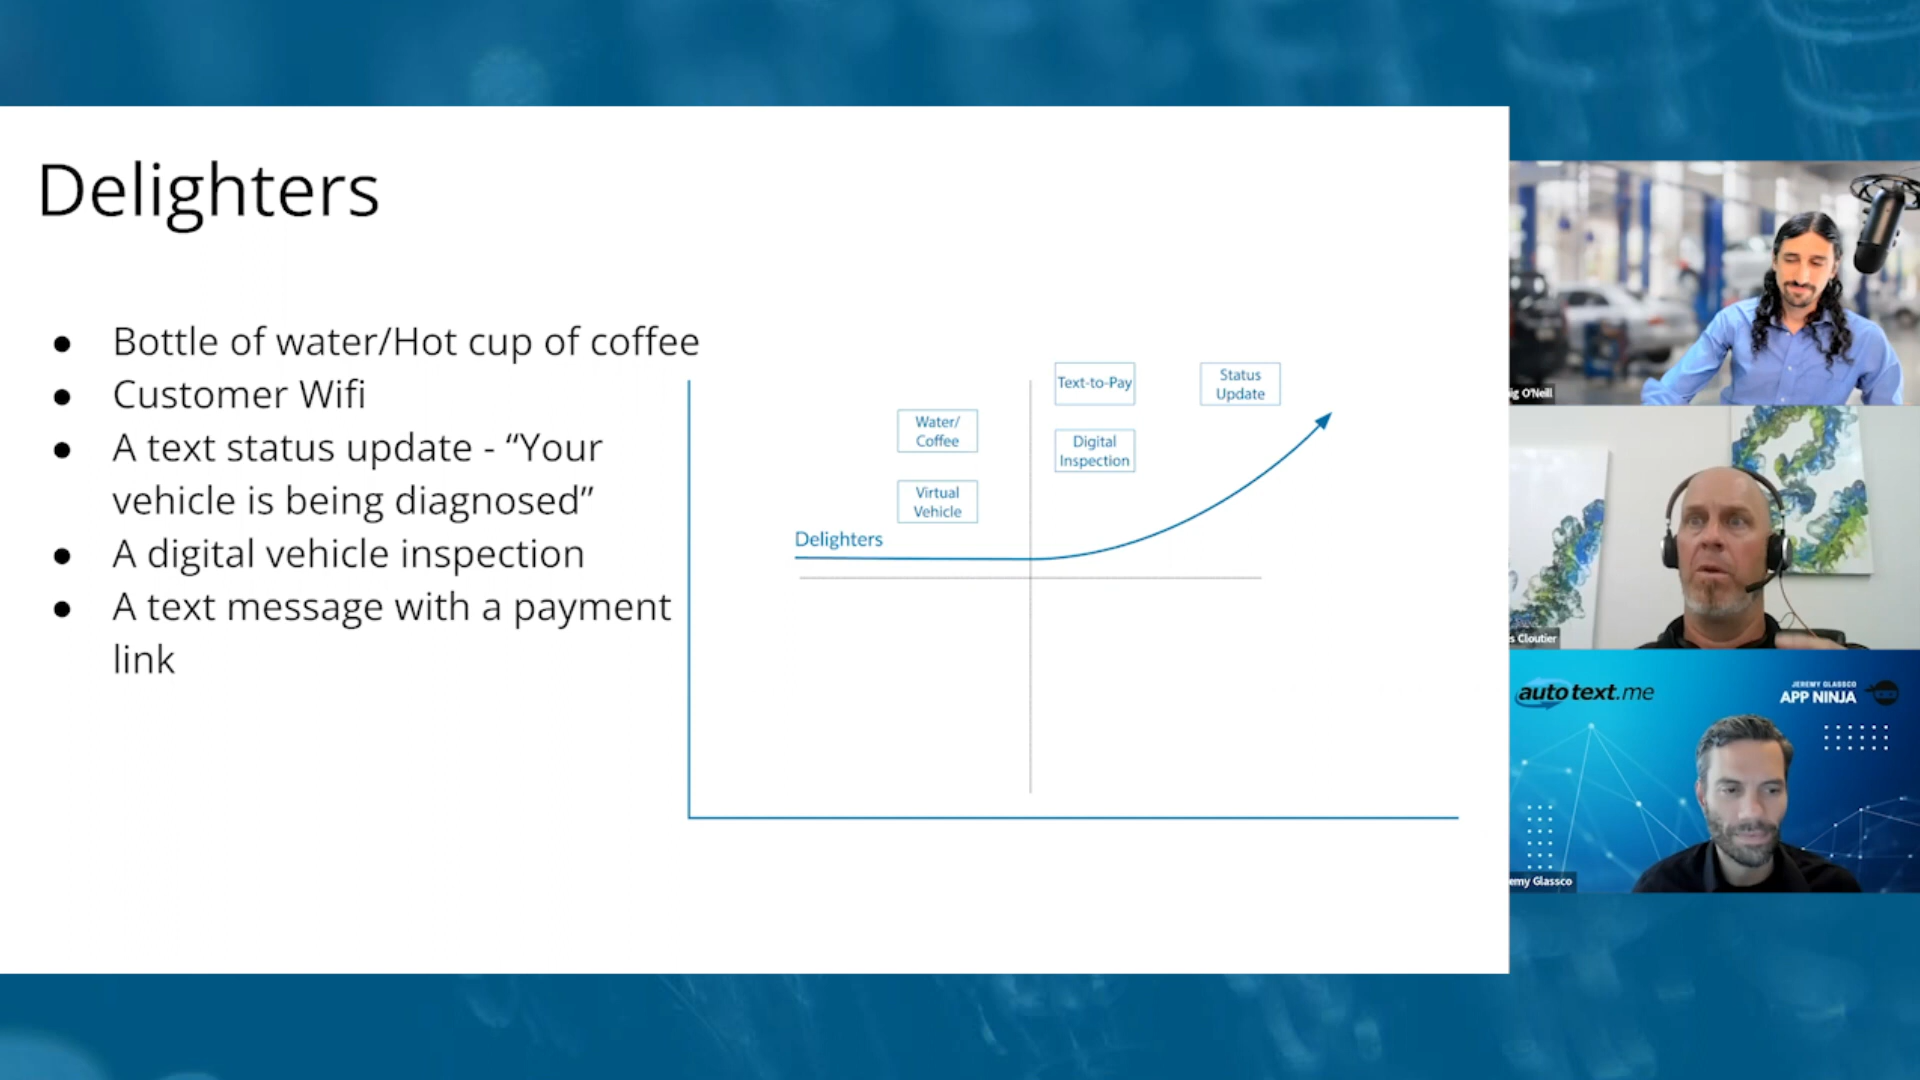 Delighters
● Bottle of water/Hot cup of coffee
● Customer Wifi
● A text status update - “Your
vehicle is being diagnosed”
● A digital vehicle inspection
● A text message with a payment
link
Text-to-Pay
Status
Update
Water/
Coffee
Digital
Inspection
Virtual
Vehicle
Delighters
ig O'Neill
s Cloutier
autotext.me
JEREMY GLASSCO
APP NINJA
emy Glassco